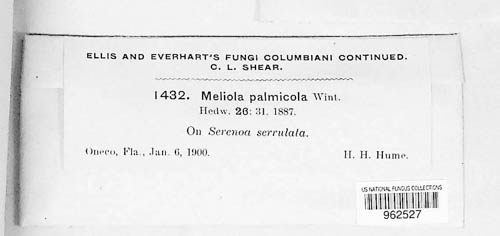 ELLIS AND EVERHART'S FUNGI COLUMBIANI CONTINUED.
C. L. SHEAR.
1432. Meliola palmicola Wint.
Hedw. 26: 31. 1887.
On Serenoa serrulata.
Oneco, Fla., Jan. 6, 1900. H. H. Hume.
US NATIONAL FUNGUS COLLECTIONS
962527